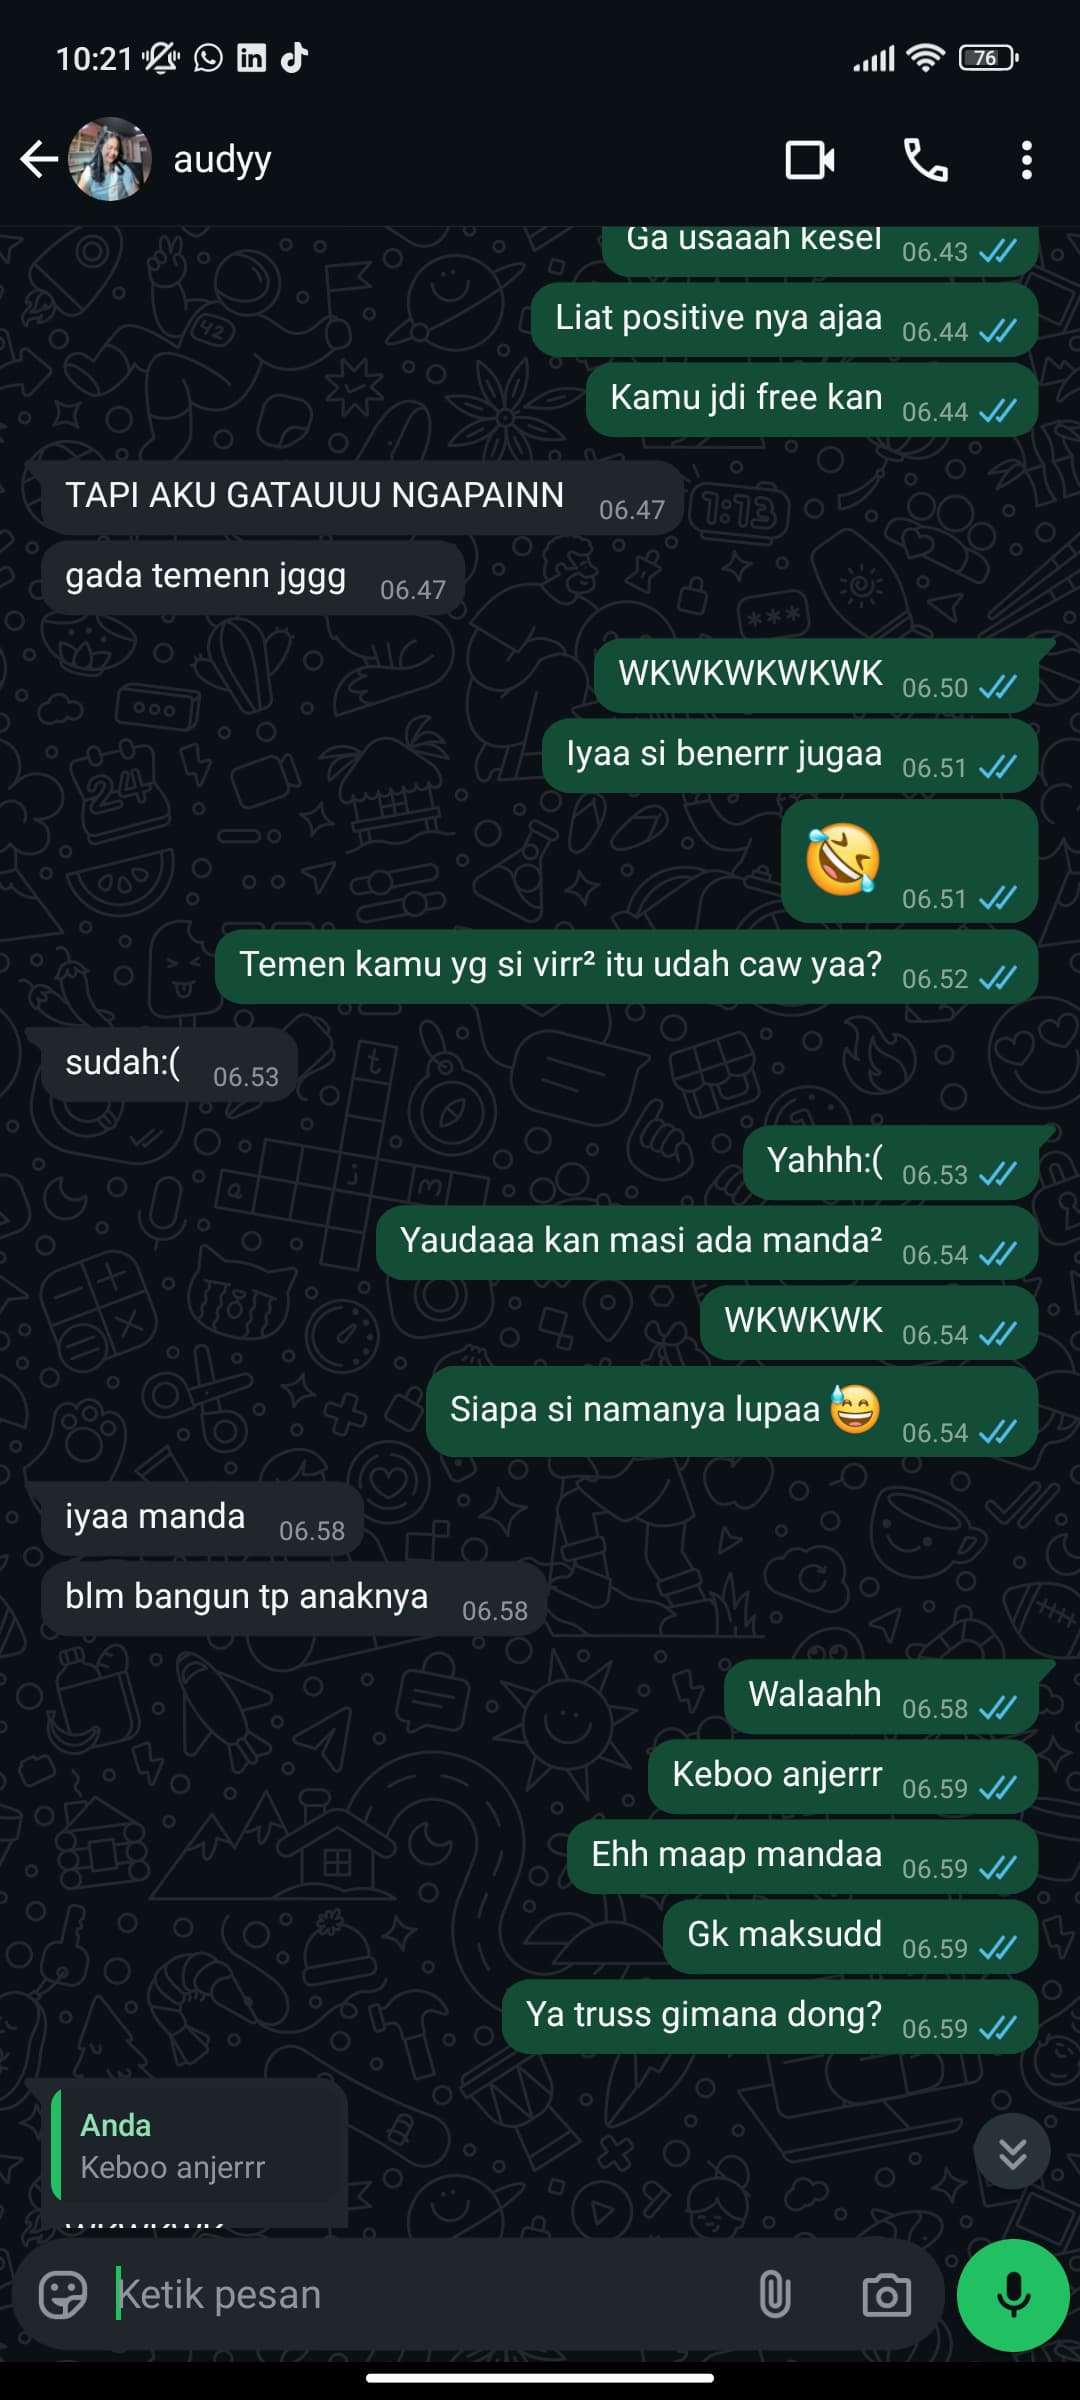 10:21
76
audyy
Ga usaaah kesel 06.43
Liat positive nya ajaa 06.44
Kamu jdi free kan 06.44
TAPI AKU GATAUUU NGAPAINN 06.47
gada temenn jggg 06.47
WKWKWKWKWK 06.50
Iyaa si benerrr jugaa 06.51
🤣 06.51
Temen kamu yg si virr² itu udah caw yaa? 06.52
sudah:( 06.53
Yahhh:( 06.53
Yaudaaa kan masi ada manda² 06.54
WKWKWK 06.54
Siapa si namanya lupaa😅 06.54
iyaa manda 06.58
blm bangun tp anaknya 06.58
Walaahh 06.58
Keboo anjerrr 06.59
Ehh maap mandaa 06.59
Gk maksudd 06.59
Ya truss gimana dong? 06.59
Anda
Keboo anjerrr
Ketik pesan